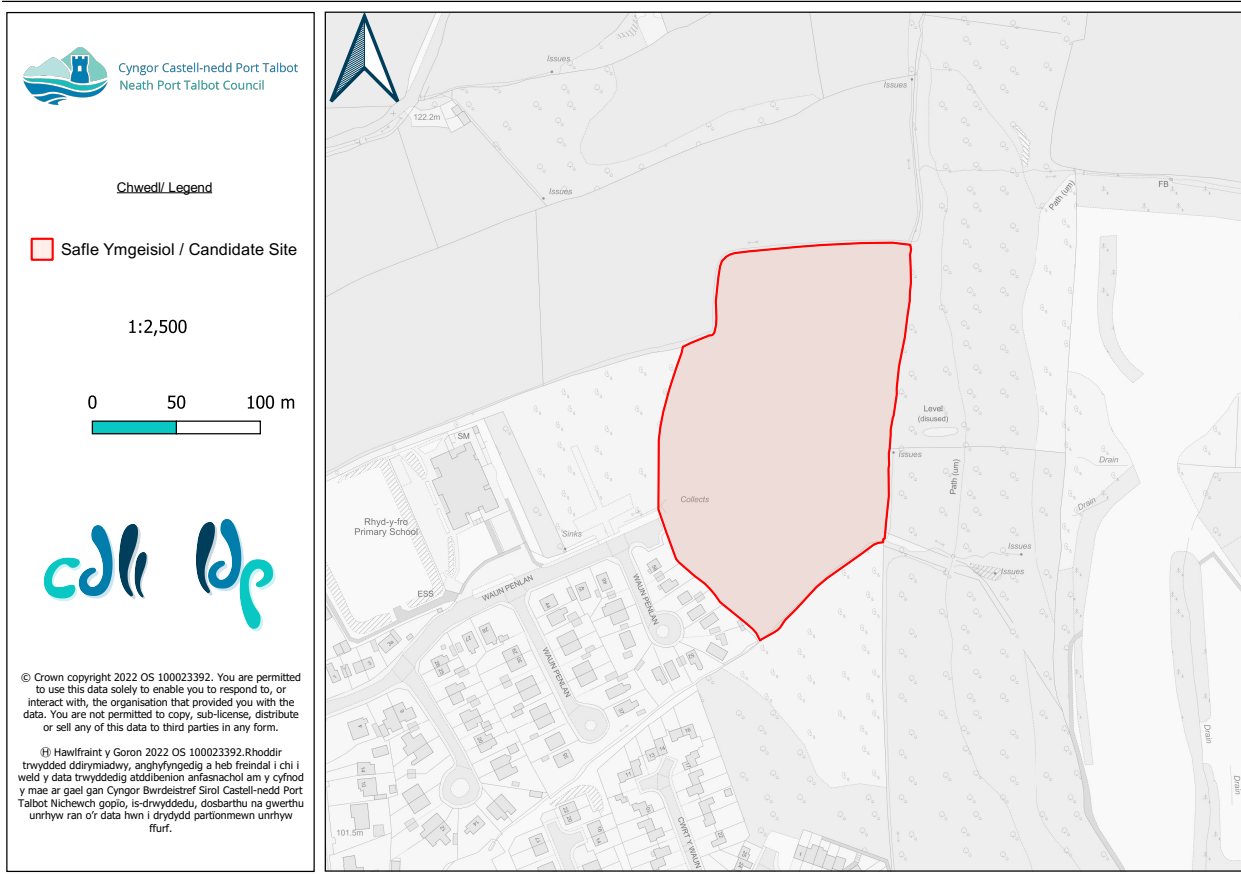 Cyngor Castell-nedd Port Talbot
Neath Port Talbot Council
Chwedl/ Legend
Safle Ymgeisiol / Candidate Site
1:2,500
0 50 100 m
cdll ldp
© Crown copyright 2022 OS 100023392. You are permitted
to use this data solely to enable you to respond to, or
interact with, the organisation that provided you with the
data. You are not permitted to copy, sub-license, distribute
or sell any of this data to third parties in any form.
Ⓗ Hawlfraint y Goron 2022 OS 100023392.Rhoddir
trwydded ddirymiadwy, anghyfyngedig a heb freindal i chi i
weld y data trwyddedig atddibenion anfasnachol am y cyfnod
y mae ar gael gan Cyngor Bwrdeistref Sirol Castell-nedd Port
Talbot Nichewch gopïo, is-drwyddedu, dosbarthu na gwerthu
unrhyw ran o'r data hwn i drydydd partïonmewn unrhyw
ffurf.
Issues
Issues
122.2m
Issues
Path (um)
FB
Level
(disused)
SM
Issues
Path (um)
Drain
Drain
Collects
Rhyd-y-fro
Primary School
Sinks
Issues
Issues
ESS
WAUN PENLAN
WAUN PENLAN
WAUN PENLAN
CWRT Y WAUN
101.5m
Drain
Drain